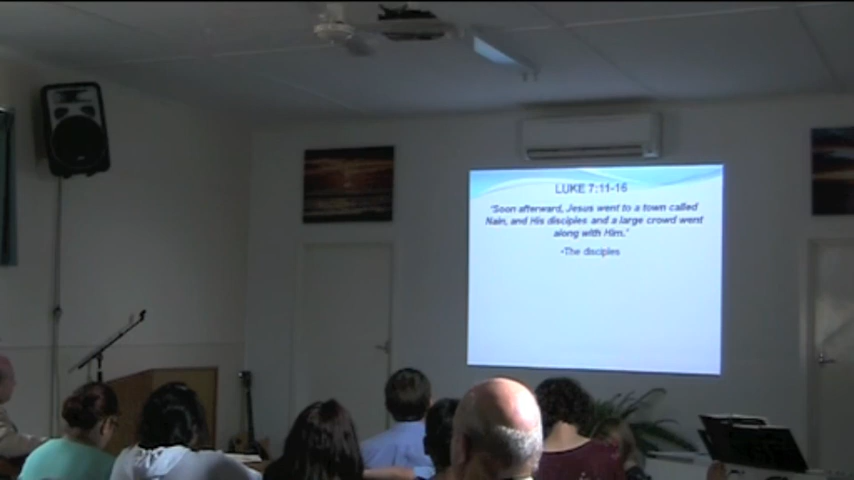 LUKE 7:11-16
"Soon afterward, Jesus went to a town called
Nain, and His disciples and a large crowd went
along with Him."
•The disciples